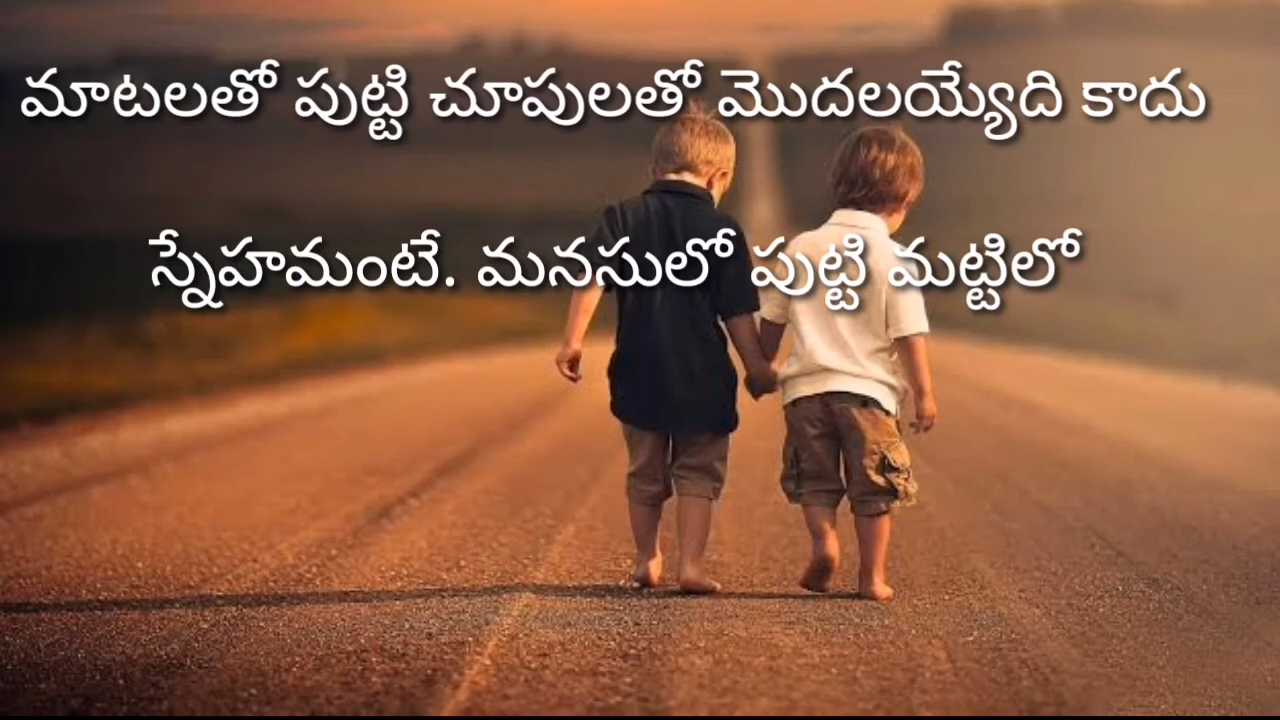 మాటలతో పుట్టి చూపులతో మొదలయ్యేది కాదు
స్నేహమంటే. మనసులో పుట్టి మట్టిలో